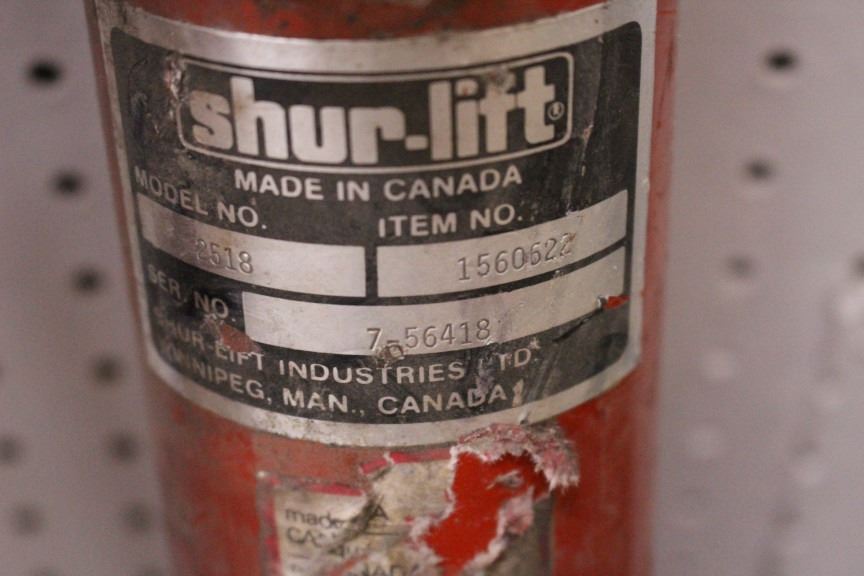 shur-lift®
MADE IN CANADA
MODEL NO. ITEM NO.
2518 1560622
SER. NO.
7-56418
SHUR-LIFT INDUSTRIES LTD.
WINNIPEG, MAN., CANADA
made